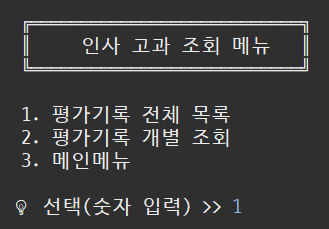 인사 고과 조회 메뉴
1. 평가기록 전체 목록
2. 평가기록 개별 조회
3. 메인메뉴
선택(숫자 입력) >> 1